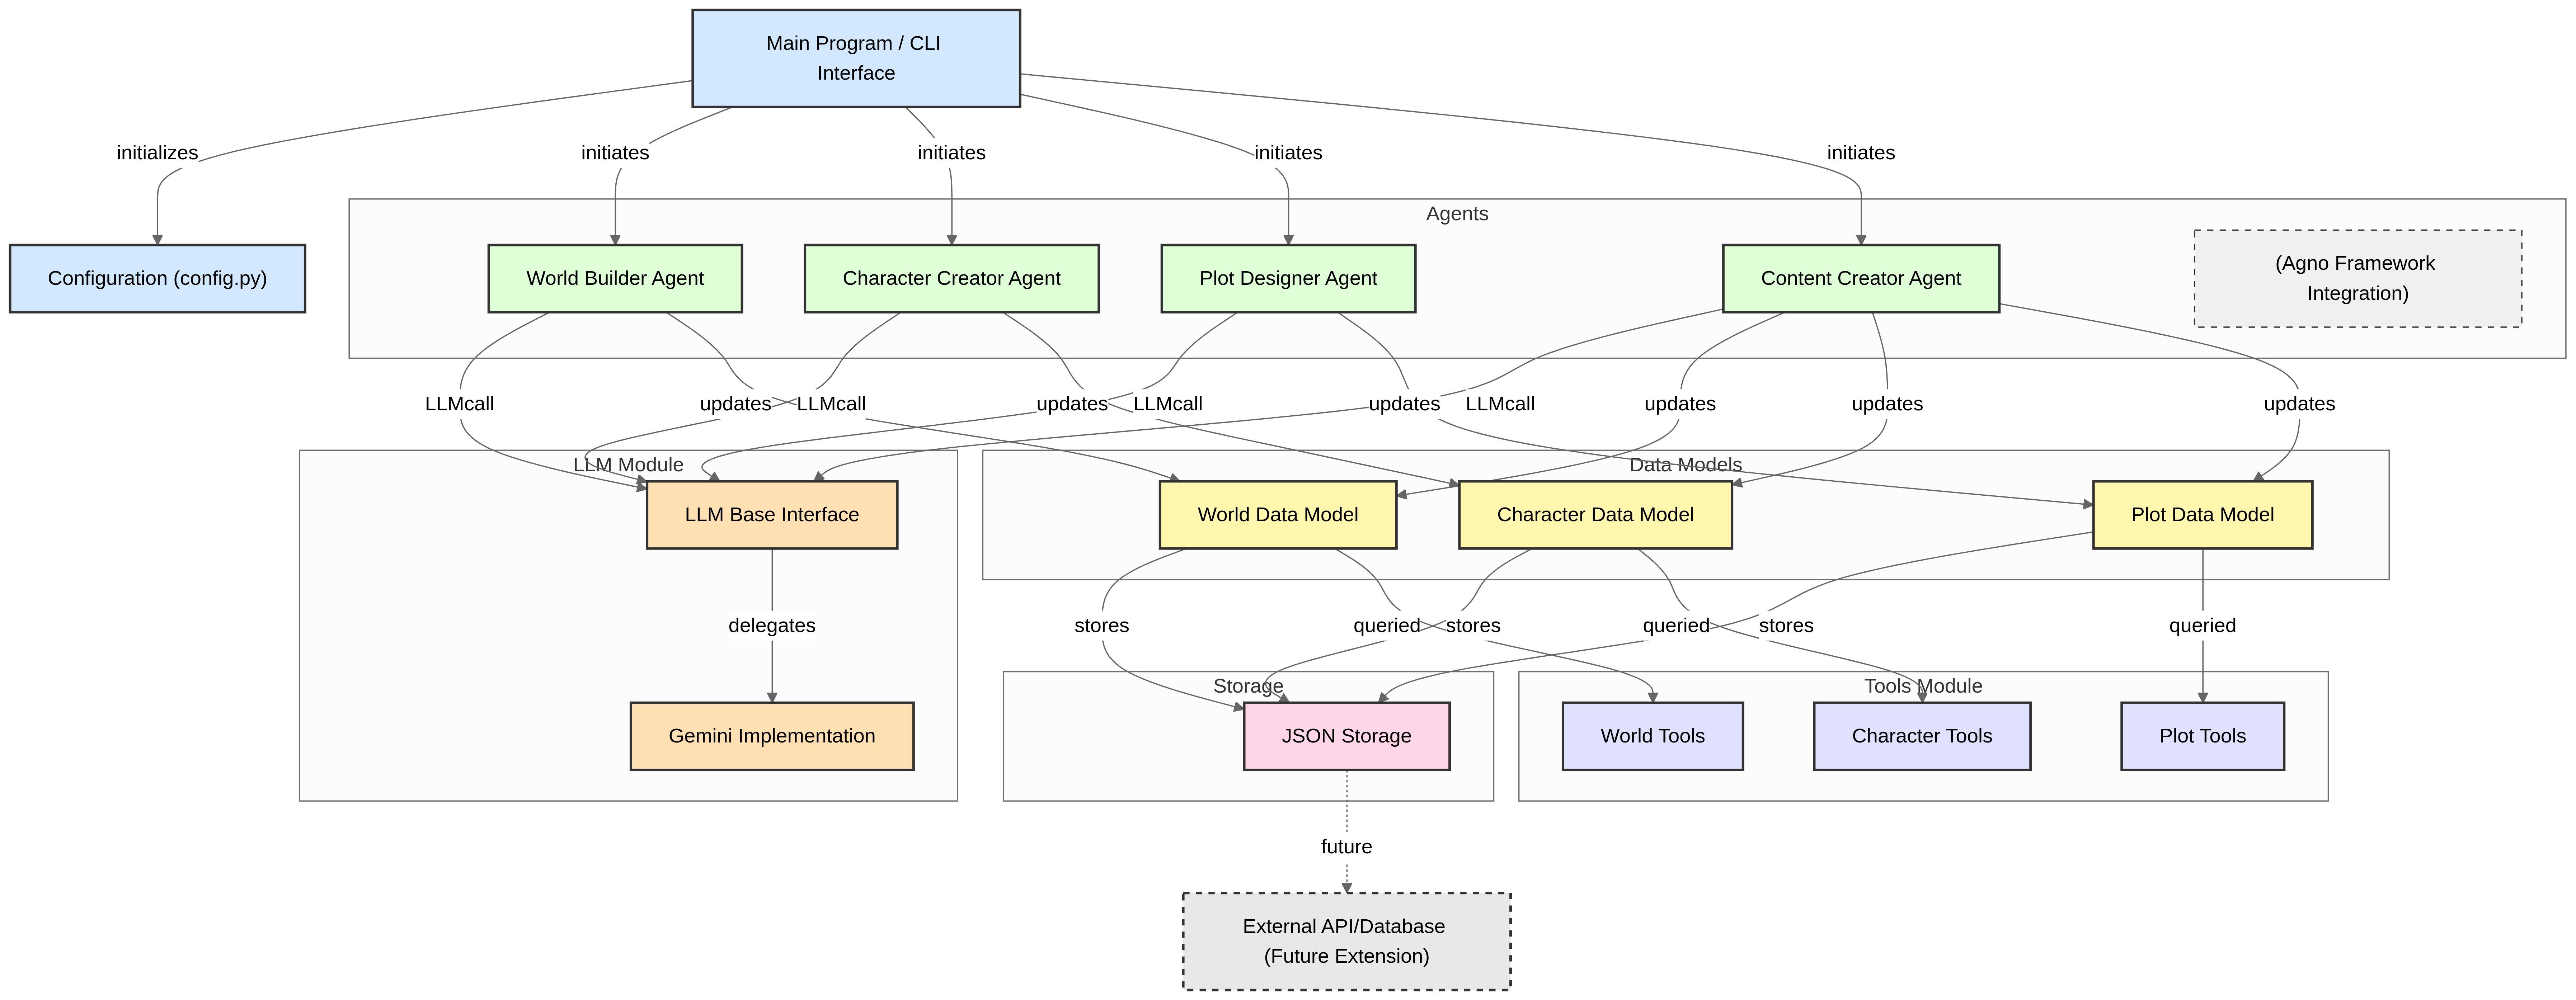 Main Program / CLI
Interface
initializes
initiates
initiates
initiates
initiates
Agents
Configuration (config.py)
World Builder Agent
Character Creator Agent
Plot Designer Agent
Content Creator Agent
(Agno Framework
Integration)
LLMcall
updates
LLMcall
updates
LLMcall
updates
LLMcall
updates
updates
updates
LLM Module
Data Models
LLM Base Interface
World Data Model
Character Data Model
Plot Data Model
delegates
stores
queried
stores
queried
stores
queried
Storage
Tools Module
Gemini Implementation
JSON Storage
World Tools
Character Tools
Plot Tools
future
External API/Database
(Future Extension)